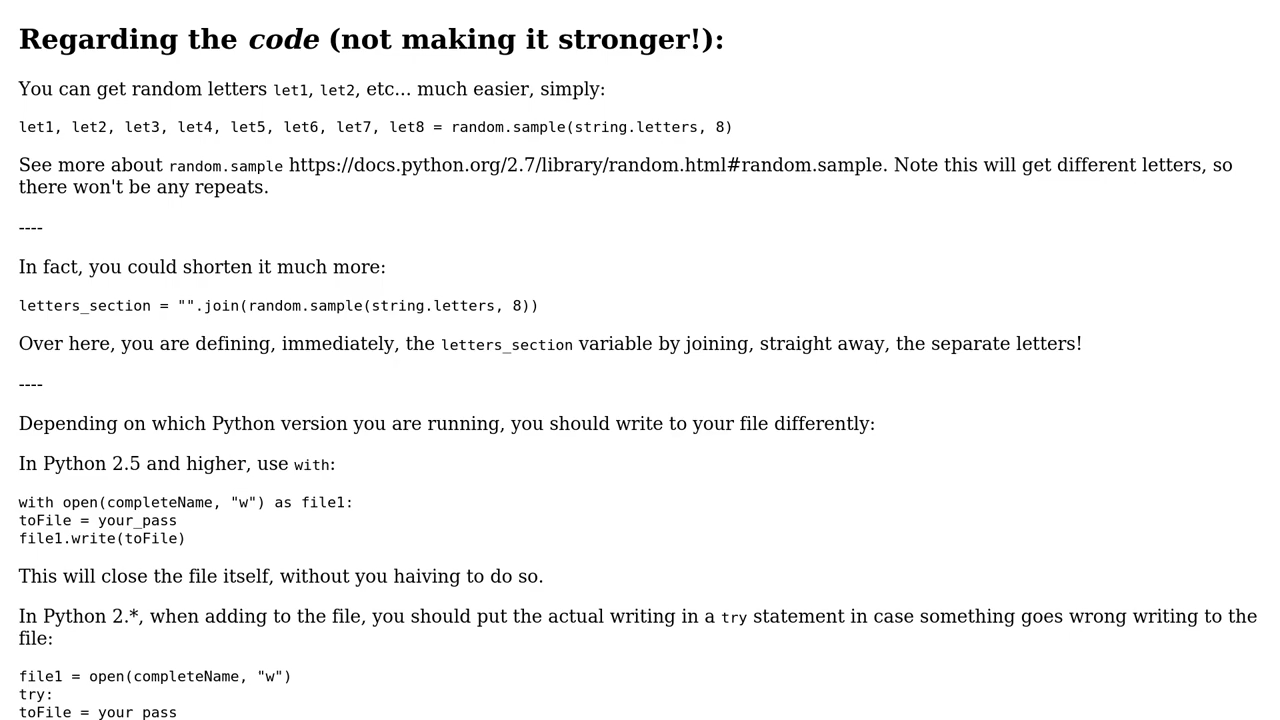 Regarding the code (not making it stronger!):
You can get random letters let1, let2, etc... much easier, simply:
let1, let2, let3, let4, let5, let6, let7, let8 = random.sample(string.letters, 8)
See more about random.sample https://docs.python.org/2.7/library/random.html#random.sample. Note this will get different letters, so
there won't be any repeats.
----
In fact, you could shorten it much more:
letters_section = "".join(random.sample(string.letters, 8))
Over here, you are defining, immediately, the letters_section variable by joining, straight away, the separate letters!
----
Depending on which Python version you are running, you should write to your file differently:
In Python 2.5 and higher, use with:
with open(completeName, "w") as file1:
toFile = your_pass
file1.write(toFile)
This will close the file itself, without you haiving to do so.
In Python 2.*, when adding to the file, you should put the actual writing in a try statement in case something goes wrong writing to the
file:
file1 = open(completeName, "w")
try:
toFile = your_pass